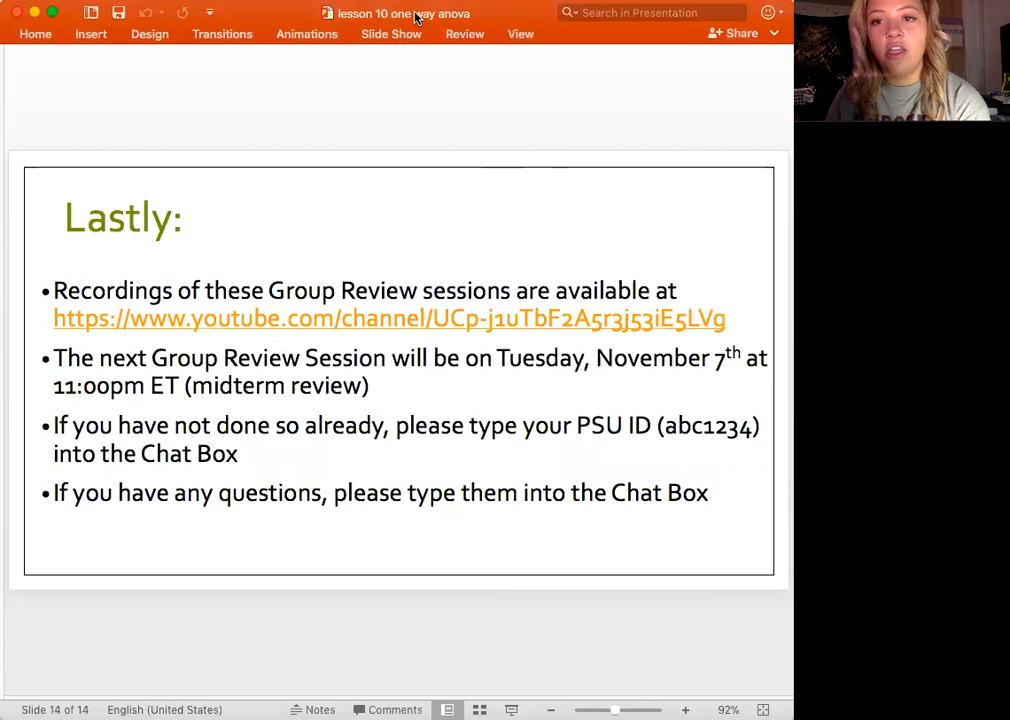 lesson 10 one way anova
Search in Presentation
Home Insert Design Transitions Animations Slide Show Review View Share
Lastly:
•Recordings of these Group Review sessions are available at
https://www.youtube.com/channel/UCp-j1uTbF2A5r3j53iE5LVg
•The next Group Review Session will be on Tuesday, November 7th at
11:00pm ET (midterm review)
•If you have not done so already, please type your PSU ID (abc1234)
into the Chat Box
•If you have any questions, please type them into the Chat Box
Slide 14 of 14 English (United States) Notes Comments 92%